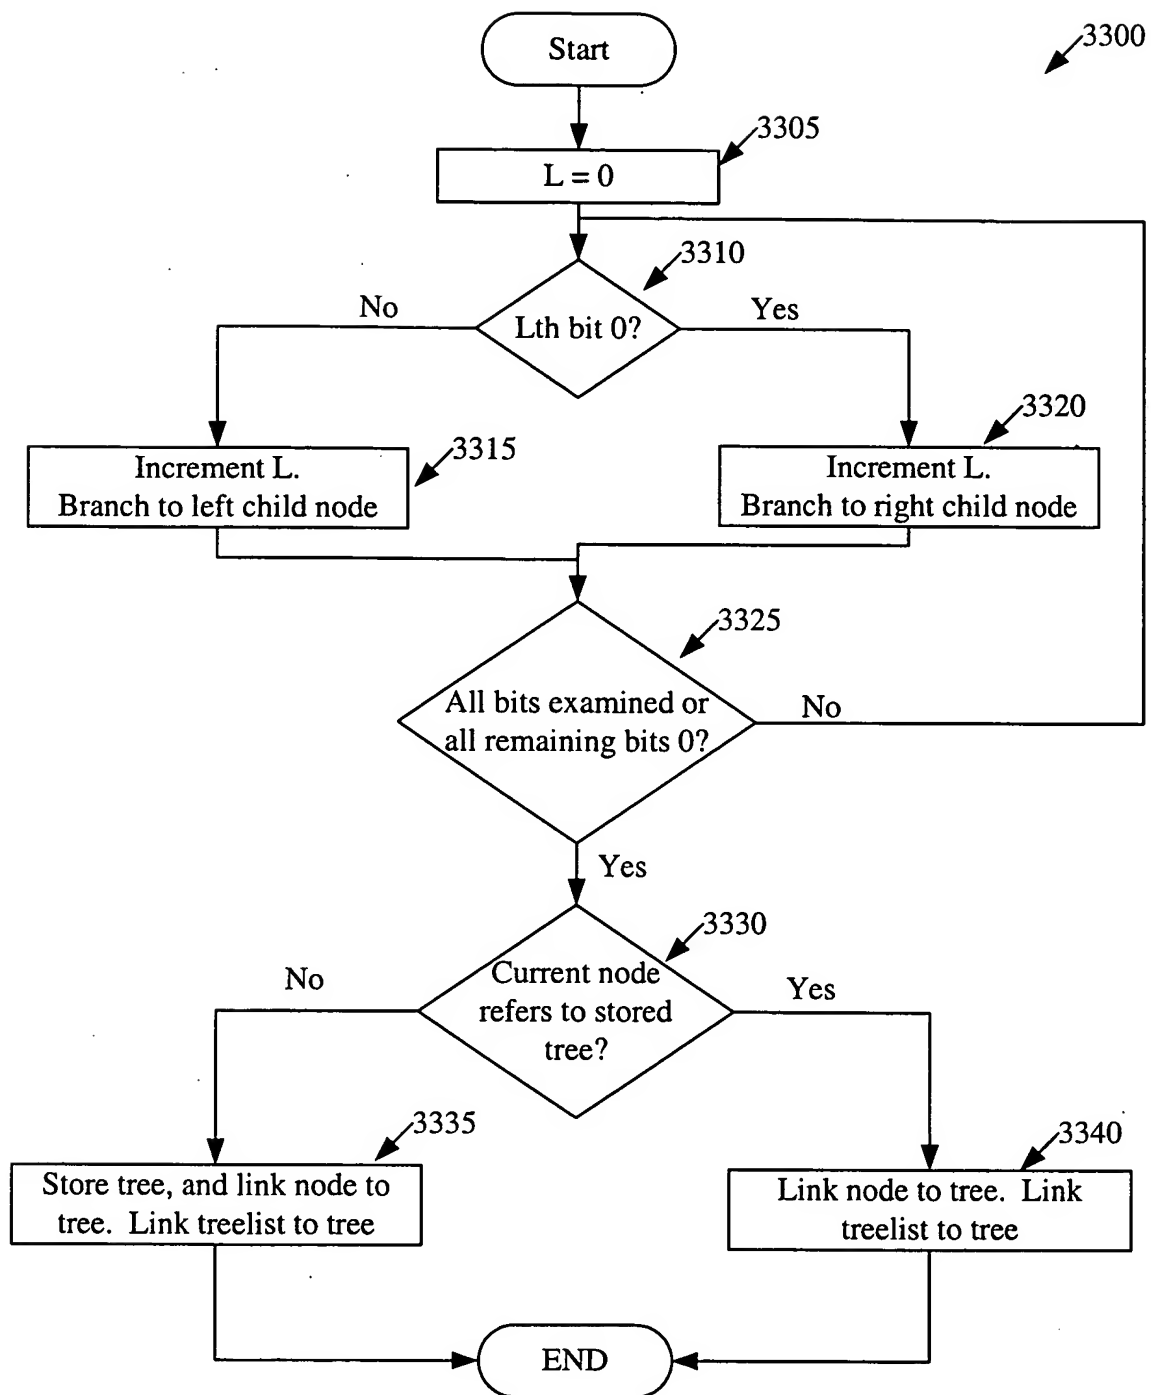 Start
3300
3305
L = 0
3310
No
Lth bit 0?
Yes
3320
3315
Increment L.
Branch to left child node
Increment L.
Branch to right child node
3325
All bits examined or
all remaining bits 0?
No
Yes
3330
No
Current node
refers to stored
tree?
Yes
3335
3340
Store tree, and link node to
tree. Link treelist to tree
Link node to tree. Link
treelist to tree
END